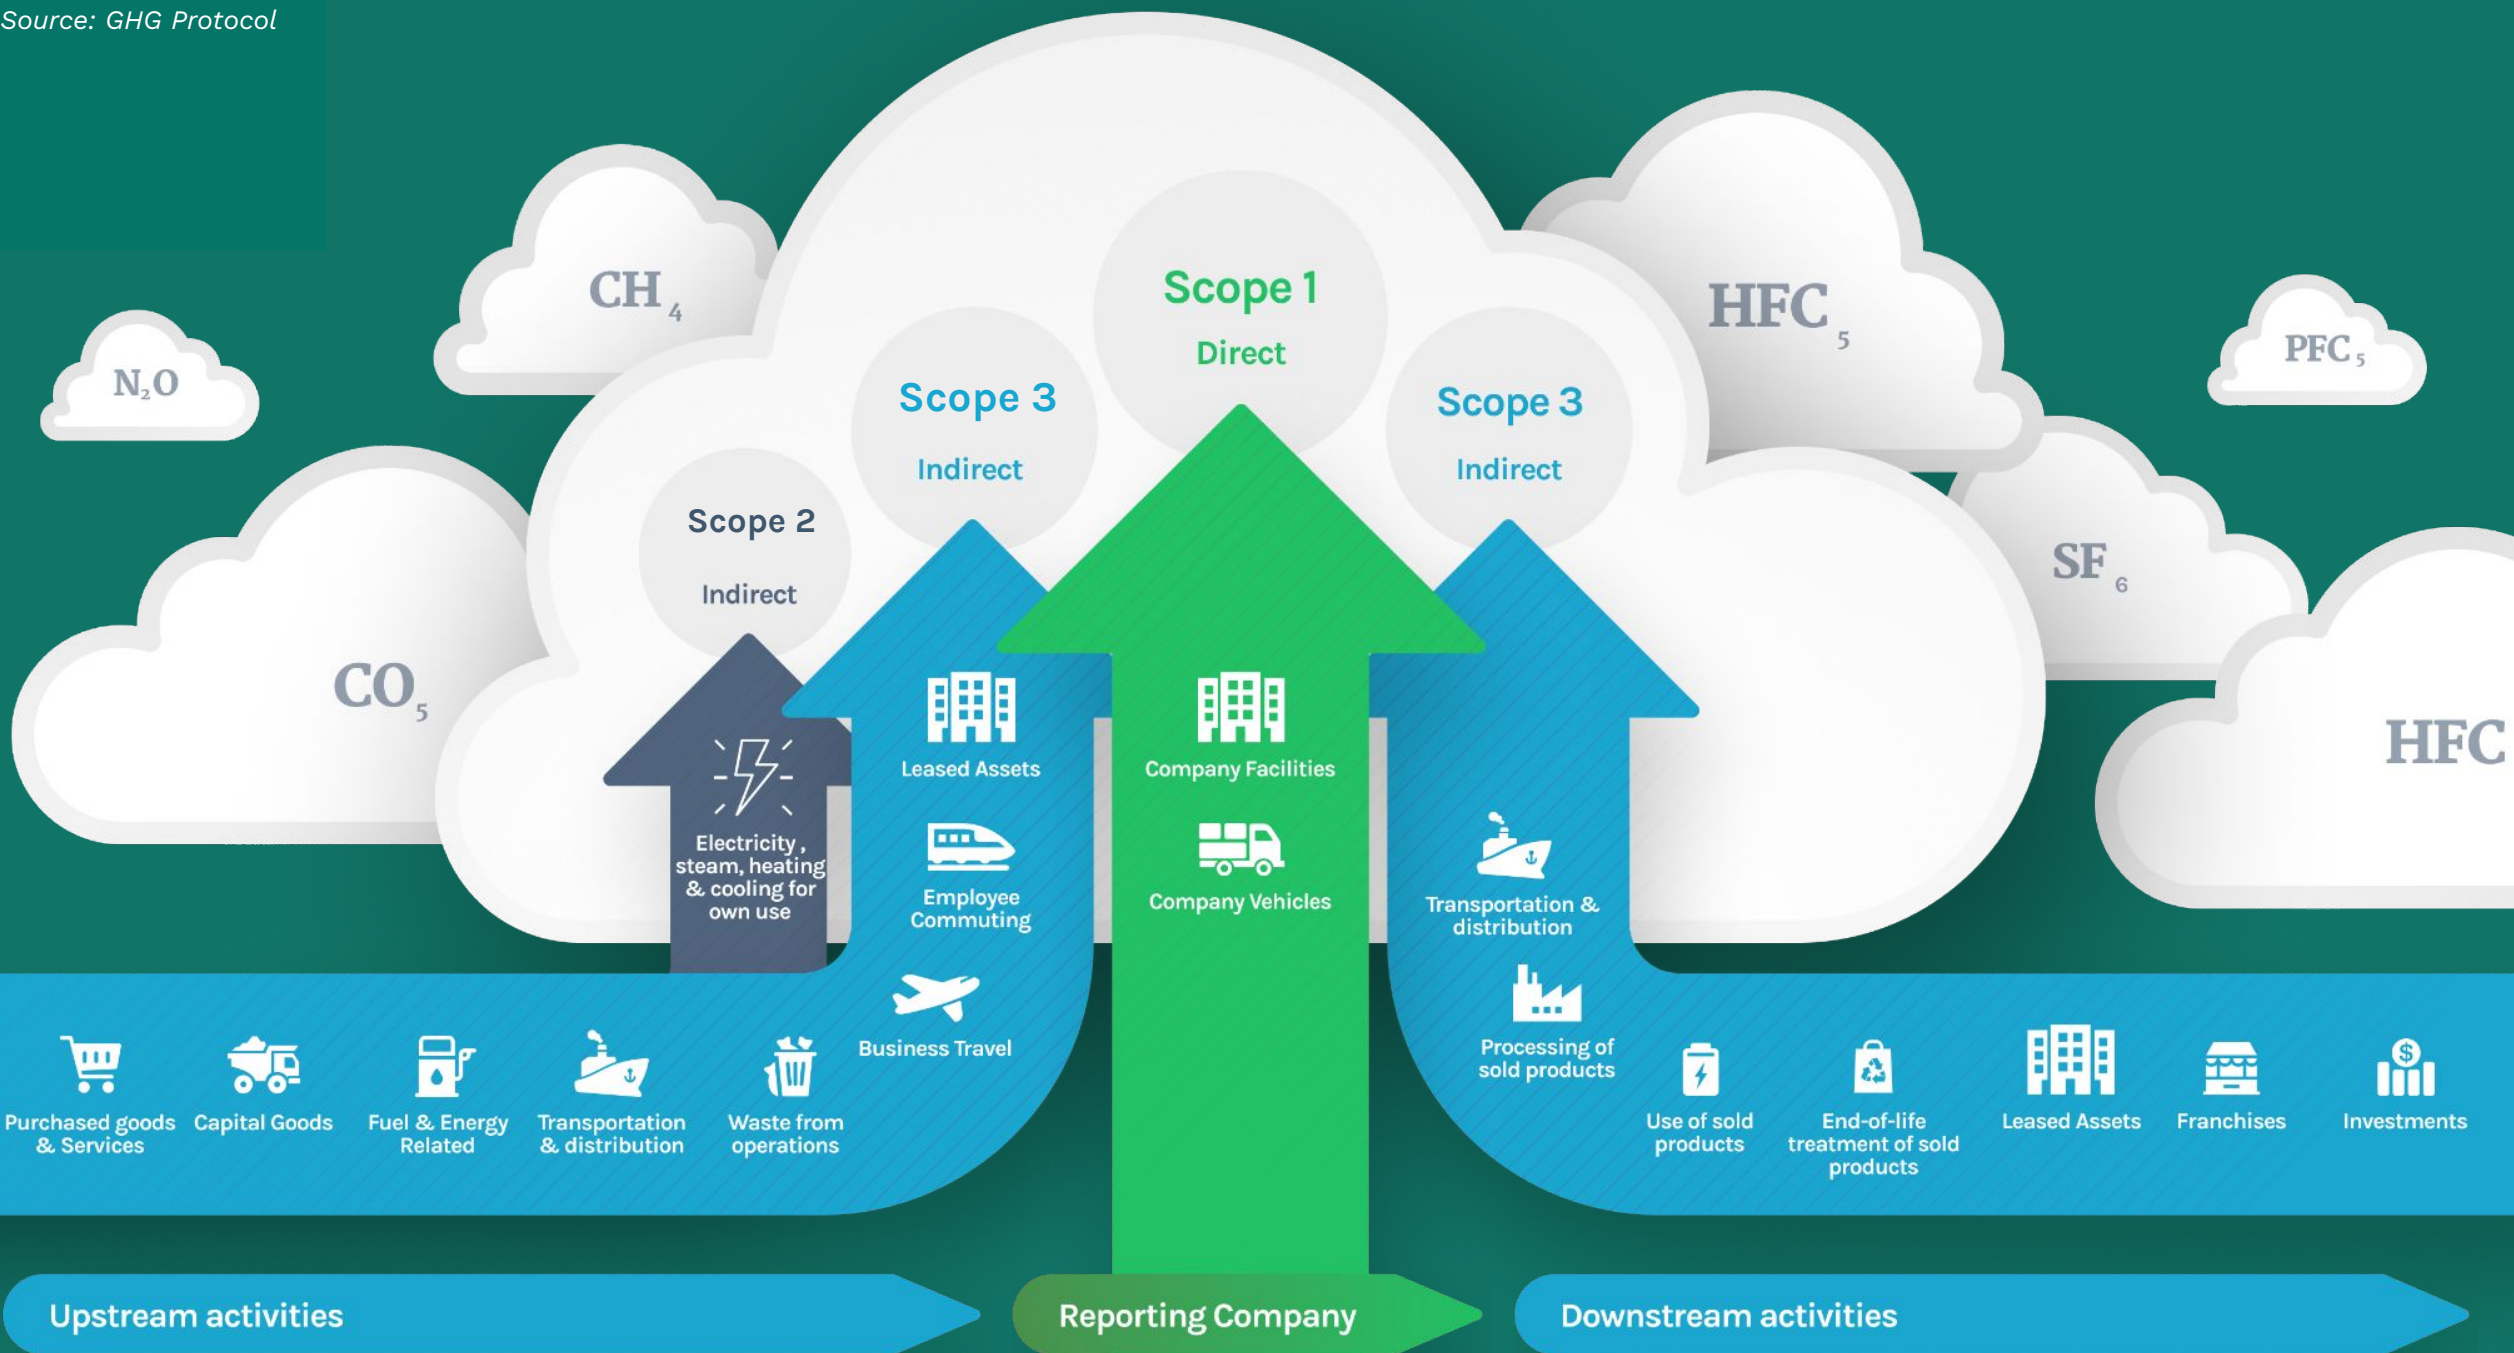 Source: GHG Protocol
N₂O
CH₄
CO₅
Scope 2
Indirect
Scope 3
Indirect
Scope 1
Direct
Scope 3
Indirect
HFC₅
PFC₅
SF₆
HFC
Electricity,
steam, heating
& cooling for
own use
Leased Assets
Employee
Commuting
Business Travel
Company Facilities
Company Vehicles
Transportation &
distribution
Processing of
sold products
Purchased goods
& Services
Capital Goods
Fuel & Energy
Related
Transportation
& distribution
Waste from
operations
Use of sold
products
End-of-life
treatment of sold
products
Leased Assets
Franchises
Investments
Upstream activities
Reporting Company
Downstream activities